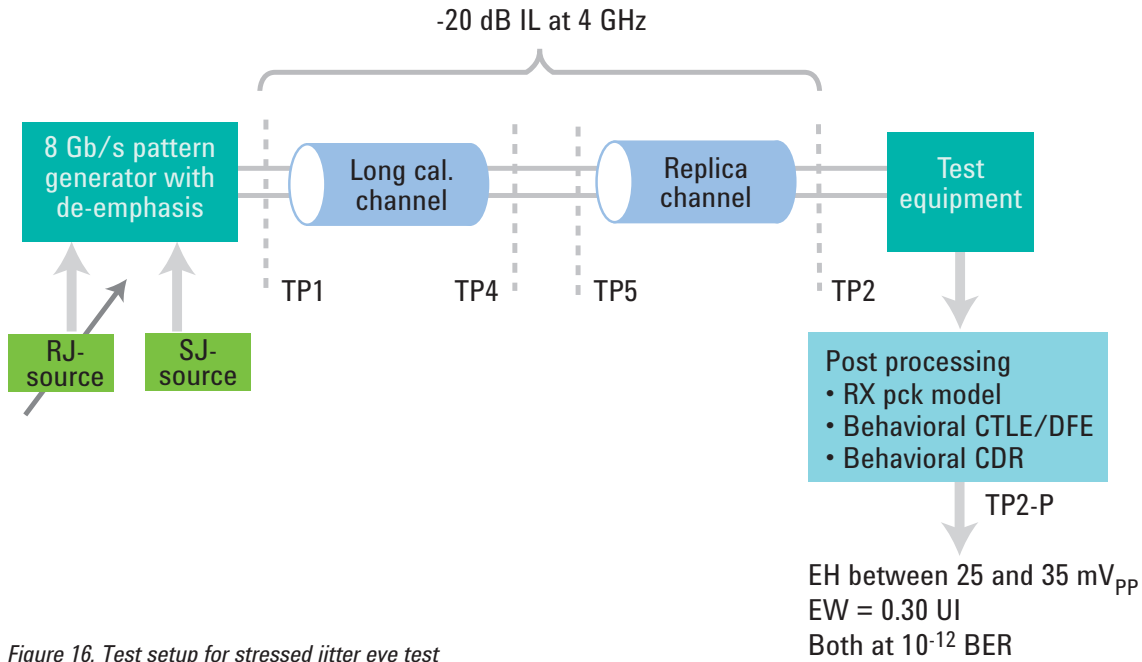 -20 dB IL at 4 GHz
8 Gb/s pattern
generator with
de-emphasis
Long cal.
channel
Replica
channel
Test
equipment
TP1
TP4
TP5
TP2
RJ-
source
SJ-
source
Post processing
• RX pck model
• Behavioral CTLE/DFE
• Behavioral CDR
TP2-P
EH between 25 and 35 mVPP
EW = 0.30 UI
Both at 10-12 BER
Figure 16. Test setup for stressed jitter eye test